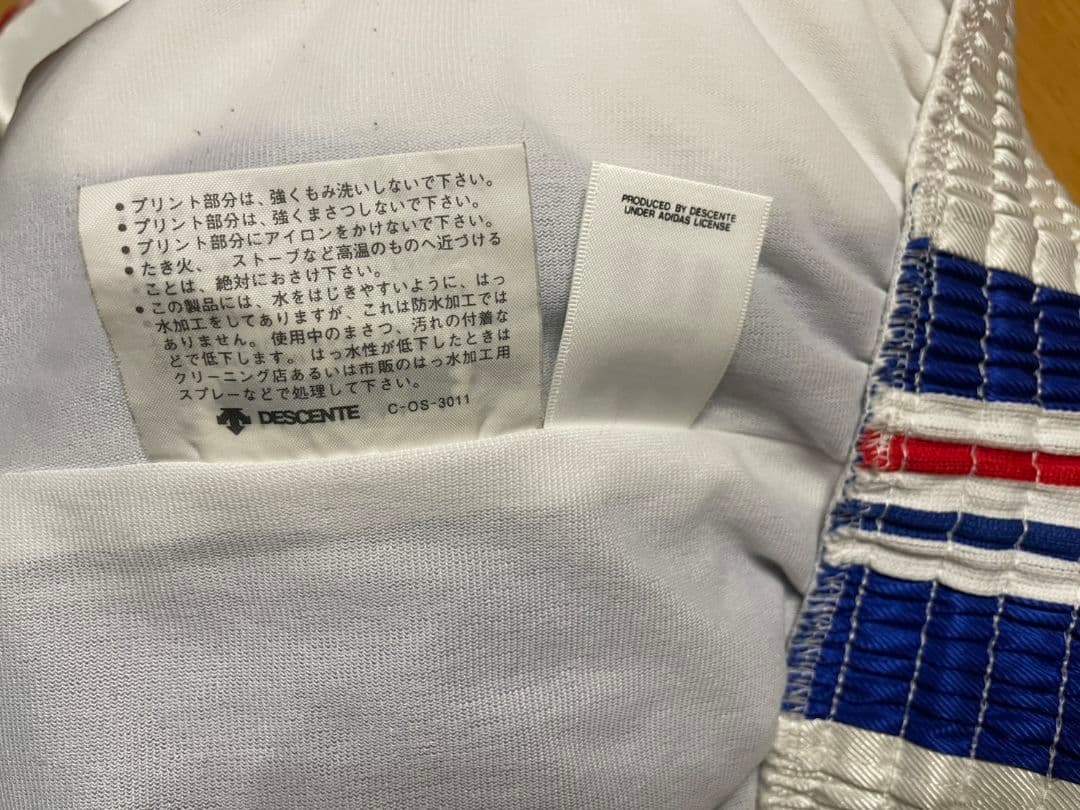 ●プリント部分は、強くもみ洗いしないで下さい。
●プリント部分は、強くまさつしないで下さい。
●プリント部分にアイロンをかけないで下さい。
●たき火、 ストーブなど高温のものへ近づける
ことは、絶対におさけ下さい。
●この製品には、水をはじきやすいように、はっ
水加工をしてありますが、これは防水加工では
ありません。使用中のまさつ、汚れの付着な
どで低下します。はっ水性が低下したときは
クリーニング店あるいは市販のはっ水加工用
スプレーなどで処理して下さい。
DESCENTE C-OS-3011
PRODUCED BY DESCENTE
UNDER ADIDAS LICENSE